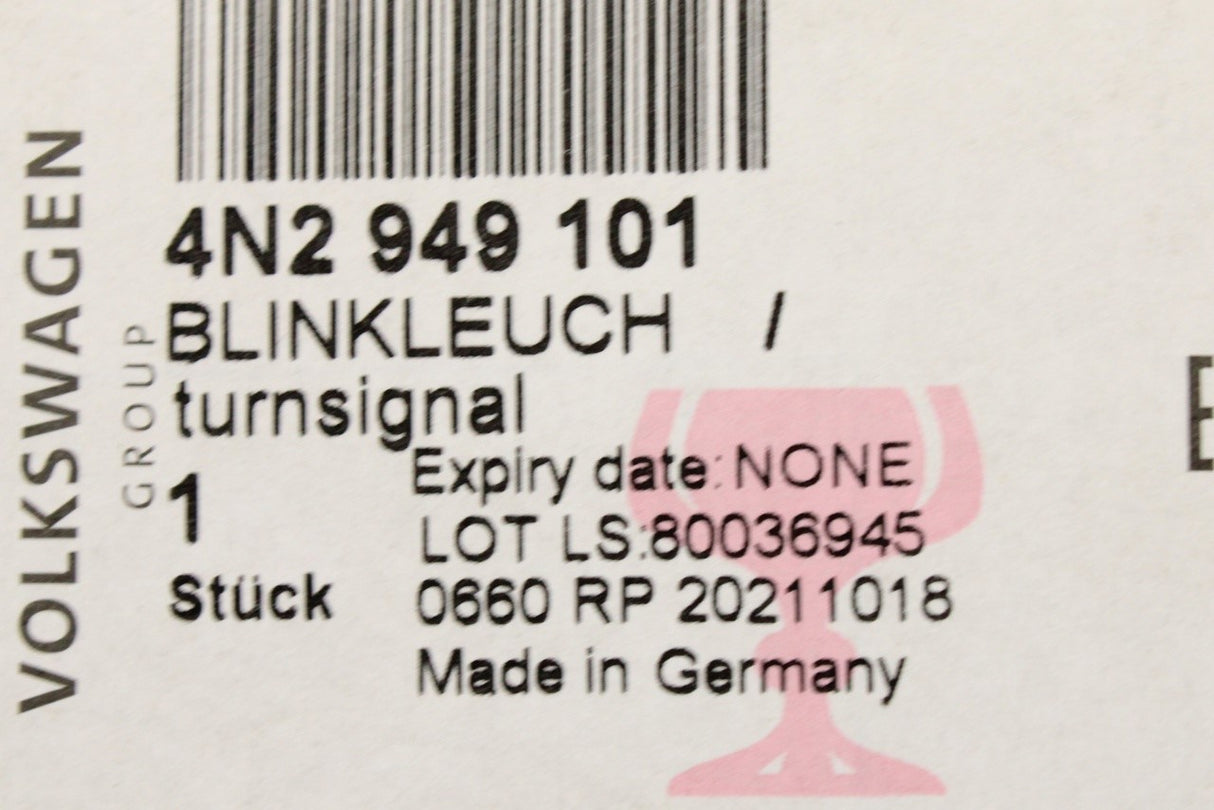 VOLKSWAGEN
GROUP
4N2 949 101
BLINKLEUCH /
turnsignal
1
Stück
Expiry date: NONE
LOT LS:80036945
0660 RP 20211018
Made in Germany